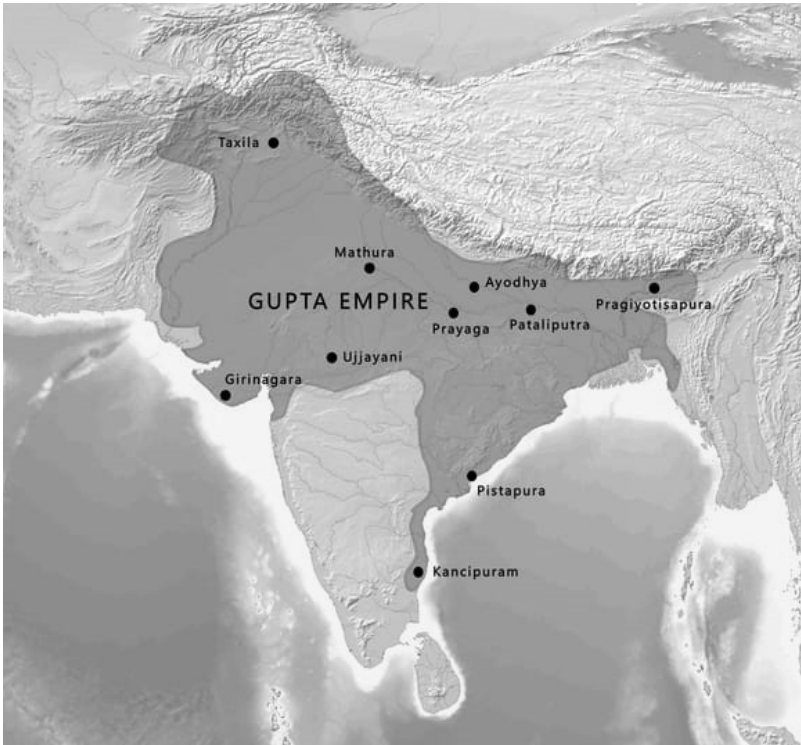 Taxila
Mathura
Ayodhya
GUPTA EMPIRE
Pragiyotisapura
Prayaga
Pataliputra
Ujjayani
Girinagara
Pistapura
Kancipuram